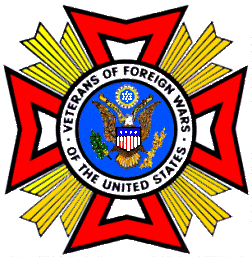 VETERANS OF FOREIGN WARS
OF THE UNITED STATES